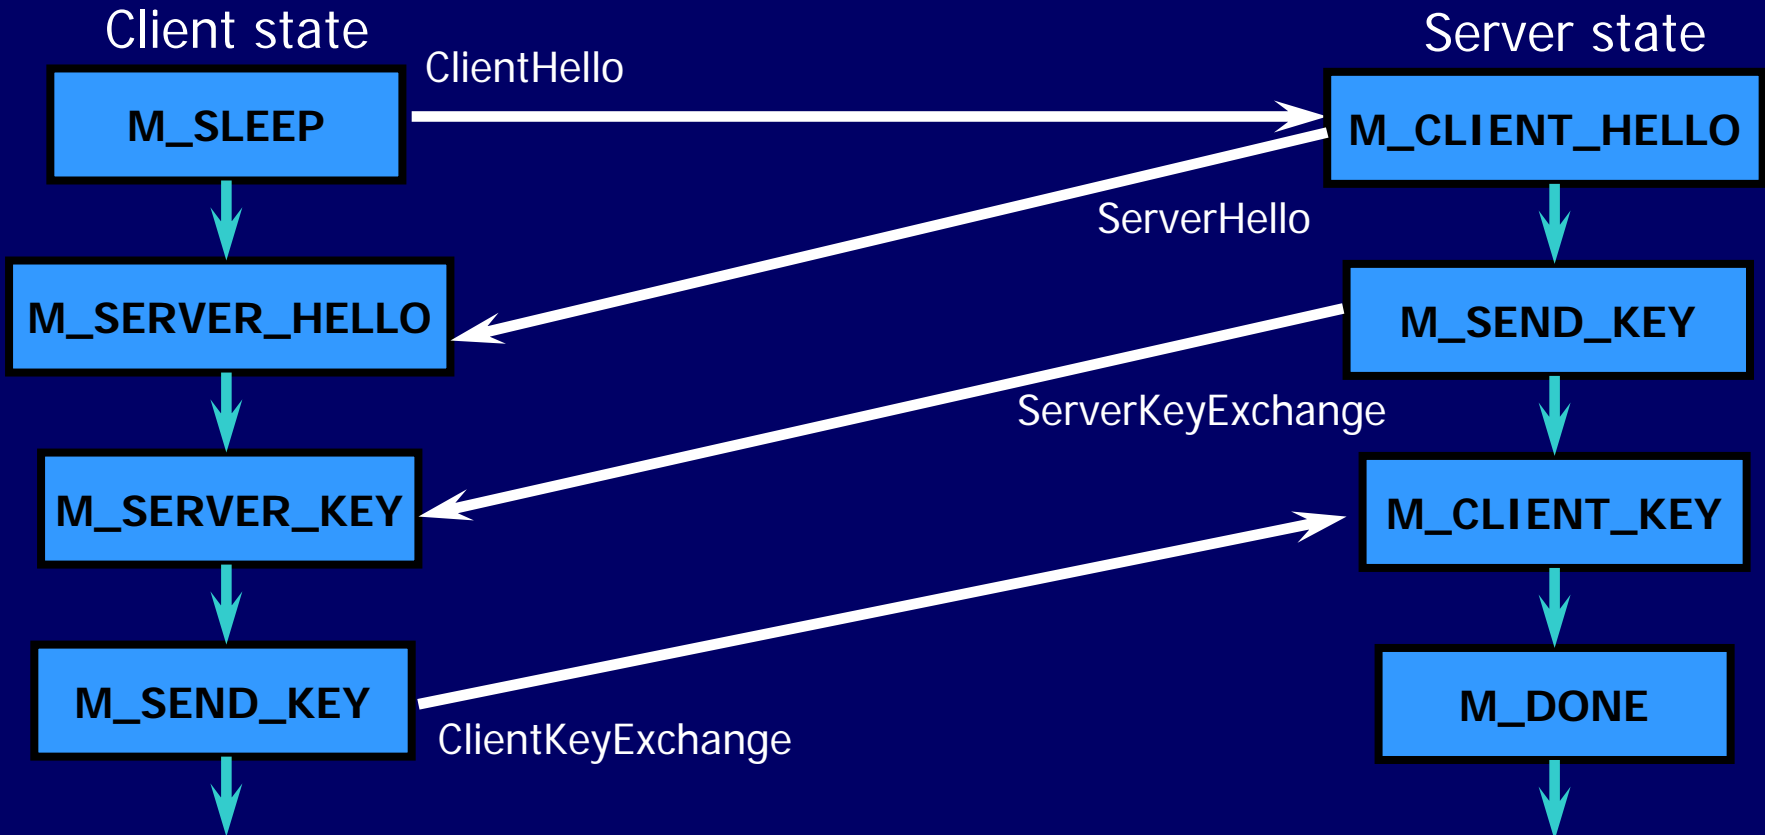 Client state
Server state
ClientHello
M_SLEEP
M_CLIENT_HELLO
ServerHello
M_SERVER_HELLO
M_SEND_KEY
ServerKeyExchange
M_SERVER_KEY
M_CLIENT_KEY
M_SEND_KEY
M_DONE
ClientKeyExchange